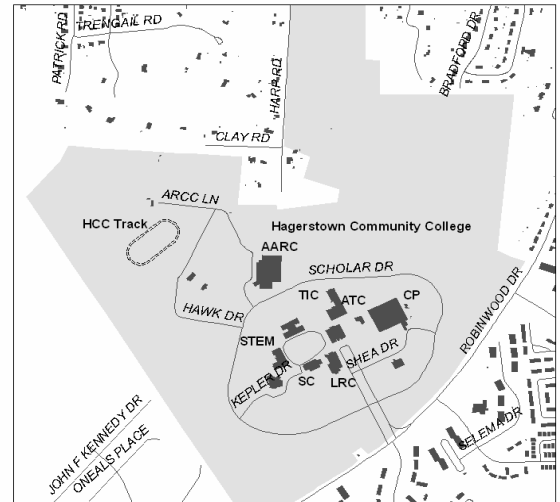 TRENGAIL RD
PATRICK RD
HARP RD
BRADFORD DR
CLAY RD
ARCC LN
HCC Track
Hagerstown Community College
AARC
SCHOLAR DR
TIC
ATC
CP
HAWK DR
ROBINWOOD DR
STEM
SHEA DR
KEPLER DR
SC
LRC
JOHN F KENNEDY DR
ONEALS PLACE
SELEMA DR